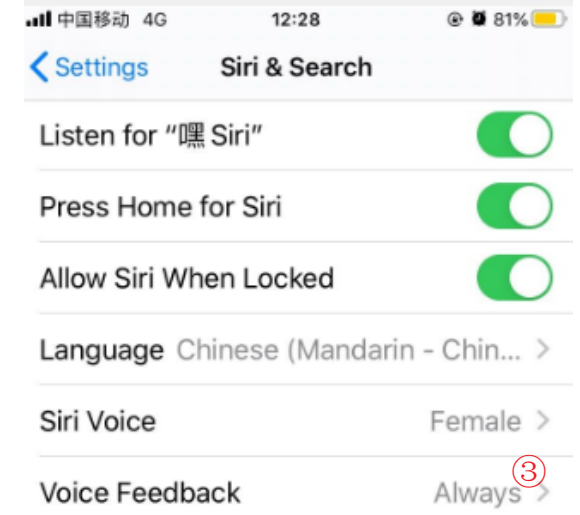 中国移动 4G 12:28 81%
Settings Siri & Search
Listen for “嘿 Siri”
Press Home for Siri
Allow Siri When Locked
Language Chinese (Mandarin - Chin...
Siri Voice Female
Voice Feedback Always ③